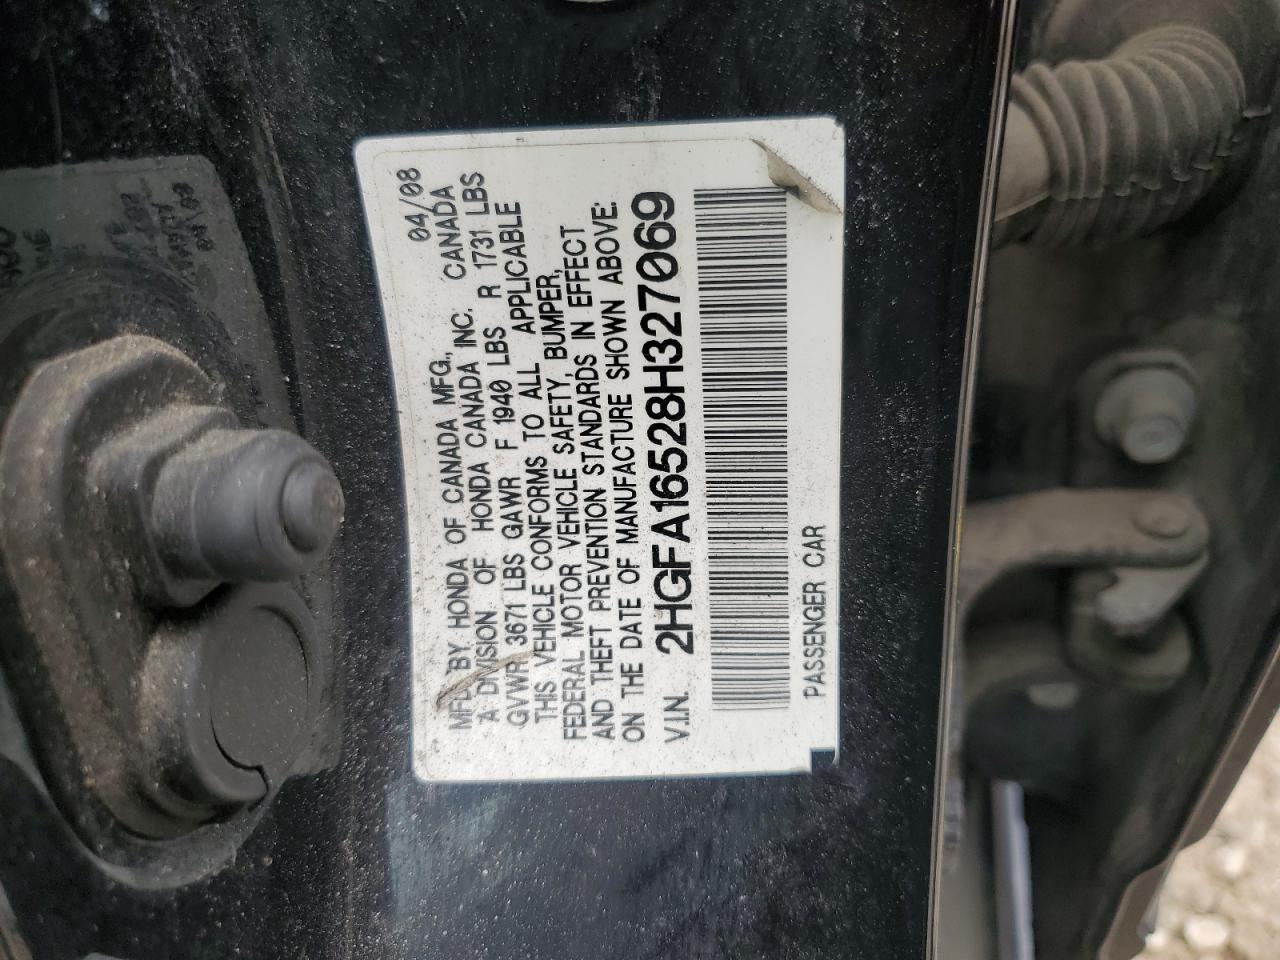 MFD. BY HONDA OF CANADA MFG., 04/08
A DIVISION OF HONDA CANADA INC. CANADA
GVWR 3671 LBS GAWR F 1940 LBS R 1731 LBS
THIS VEHICLE CONFORMS TO ALL APPLICABLE
FEDERAL MOTOR VEHICLE SAFETY, BUMPER,
AND THEFT PREVENTION STANDARDS IN EFFECT
ON THE DATE OF MANUFACTURE SHOWN ABOVE.
V.I.N. 2HGFA16528H327069
PASSENGER CAR